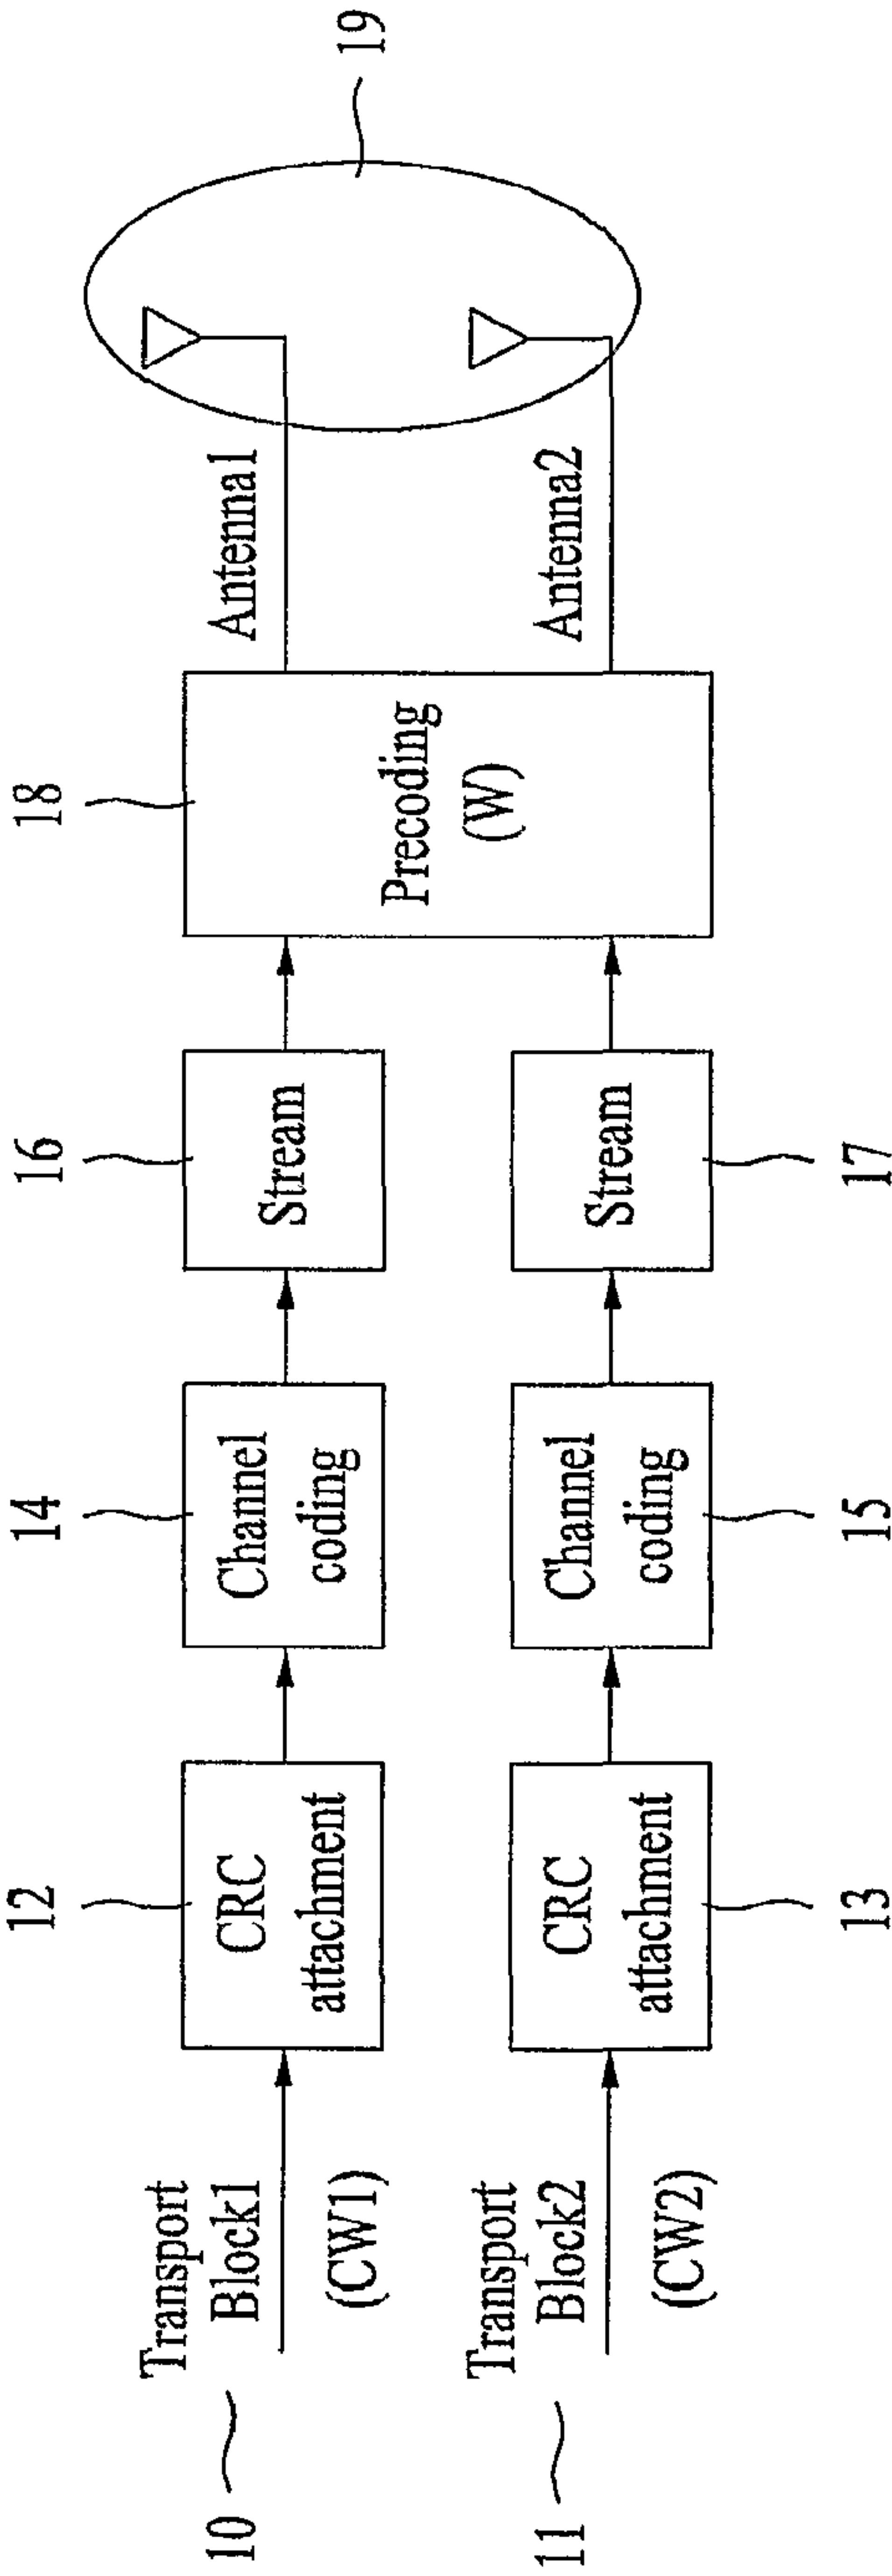 10
Transport
Block1
(CW1)
12
CRC
attachment
14
Channel
coding
16
Stream
18
Precoding
(W)
Antenna1
19
11
Transport
Block2
(CW2)
13
CRC
attachment
15
Channel
coding
17
Stream
Antenna2